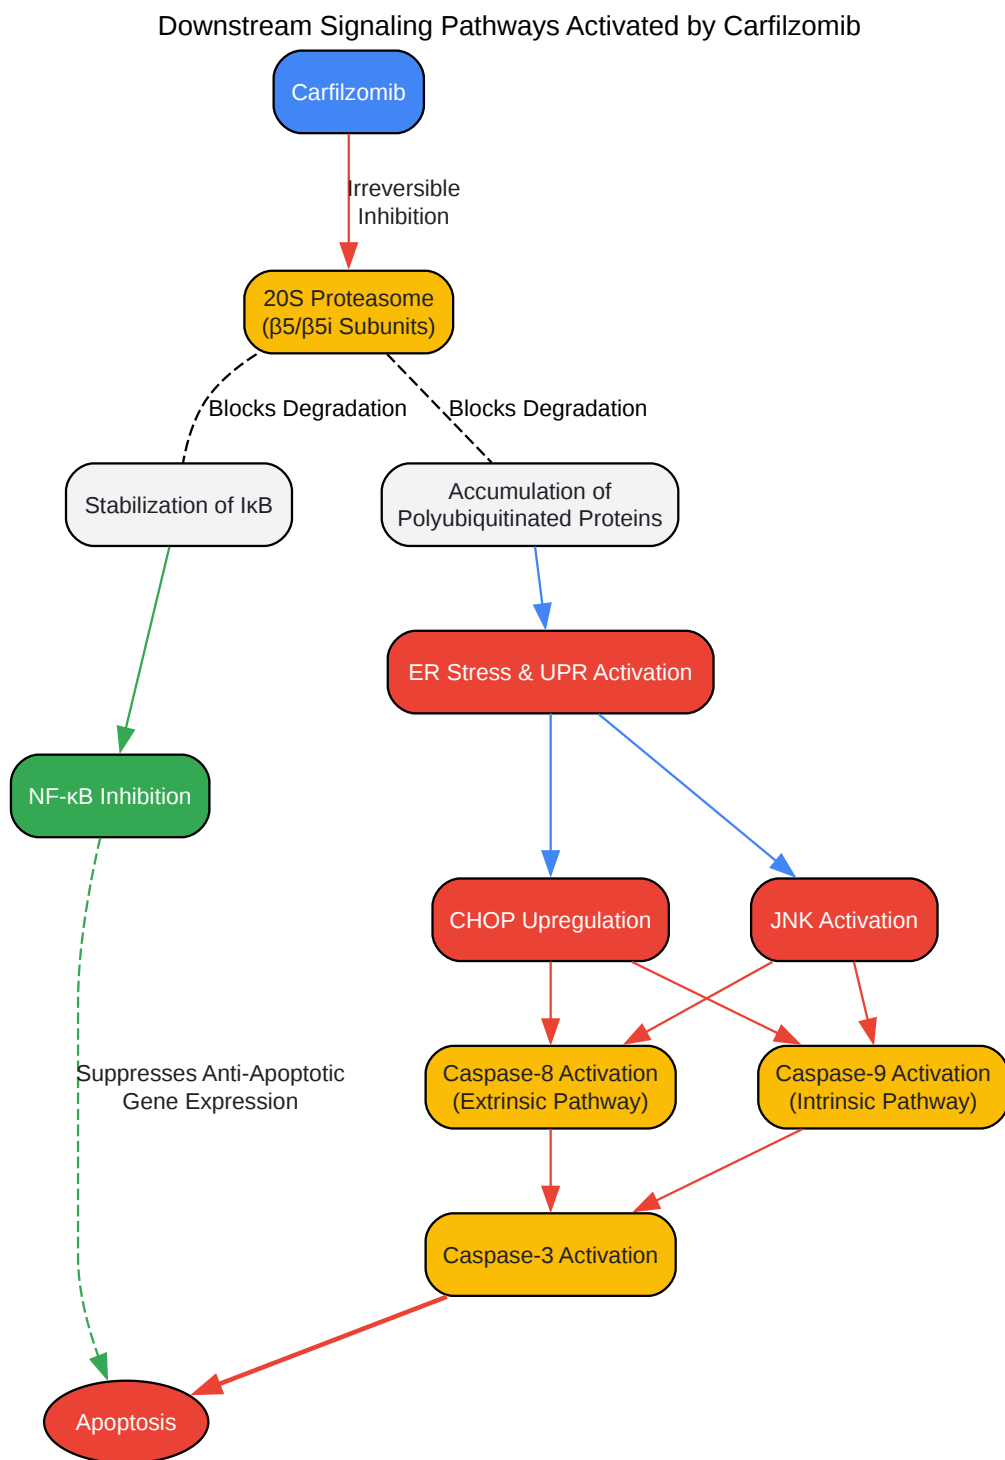 Downstream Signaling Pathways Activated by Carfilzomib
Carfilzomib
Irreversible
Inhibition
20S Proteasome
(β5/β5i Subunits)
Blocks Degradation
Blocks Degradation
Stabilization of IκB
Accumulation of
Polyubiquitinated Proteins
ER Stress & UPR Activation
NF-κB Inhibition
CHOP Upregulation
JNK Activation
Suppresses Anti-Apoptotic
Gene Expression
Caspase-8 Activation
(Extrinsic Pathway)
Caspase-9 Activation
(Intrinsic Pathway)
Caspase-3 Activation
Apoptosis